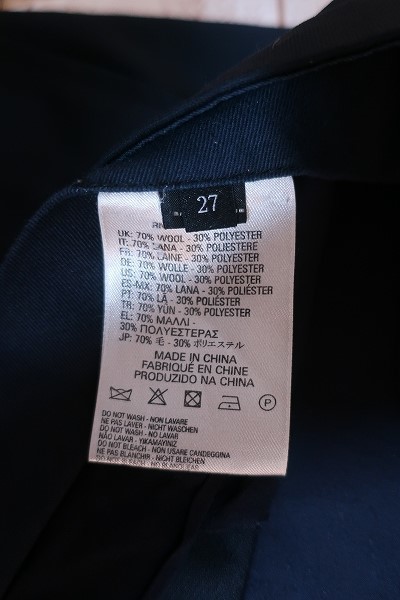 27
UK: 70% WOOL - 30% POLYESTER
IT: 70% LANA - 30% POLIESTERE
FR: 70% LAINE - 30% POLYESTER
DE: 70% WOLLE - 30% POLYESTER
US: 70% WOOL - 30% POLYESTER
ES-MX: 70% LANA - 30% POLIÉSTER
PT: 70% LÃ - 30% POLIÉSTER
TR: 70% YÜN - 30% POLYESTER
EL: 70% ΜΑΛΛΙ -
30% ΠΟΛΥΕΣΤΕΡΑΣ
JP: 70% 毛 - 30% ポリエステル
MADE IN CHINA
FABRIQUÉ EN CHINE
PRODUZIDO NA CHINA
P
DO NOT WASH - NON LAVARE
NE PAS LAVER - NICHT WASCHEN
DO NOT WASH - NO LAVAR
NÃO LAVAR - YIKAMAYINIZ
DO NOT BLEACH - NON USARE CANDEGGINA
NE PAS BLANCHIR - NICHT BLEICHEN
DO NOT BLEACH - NO BLANQUEAR